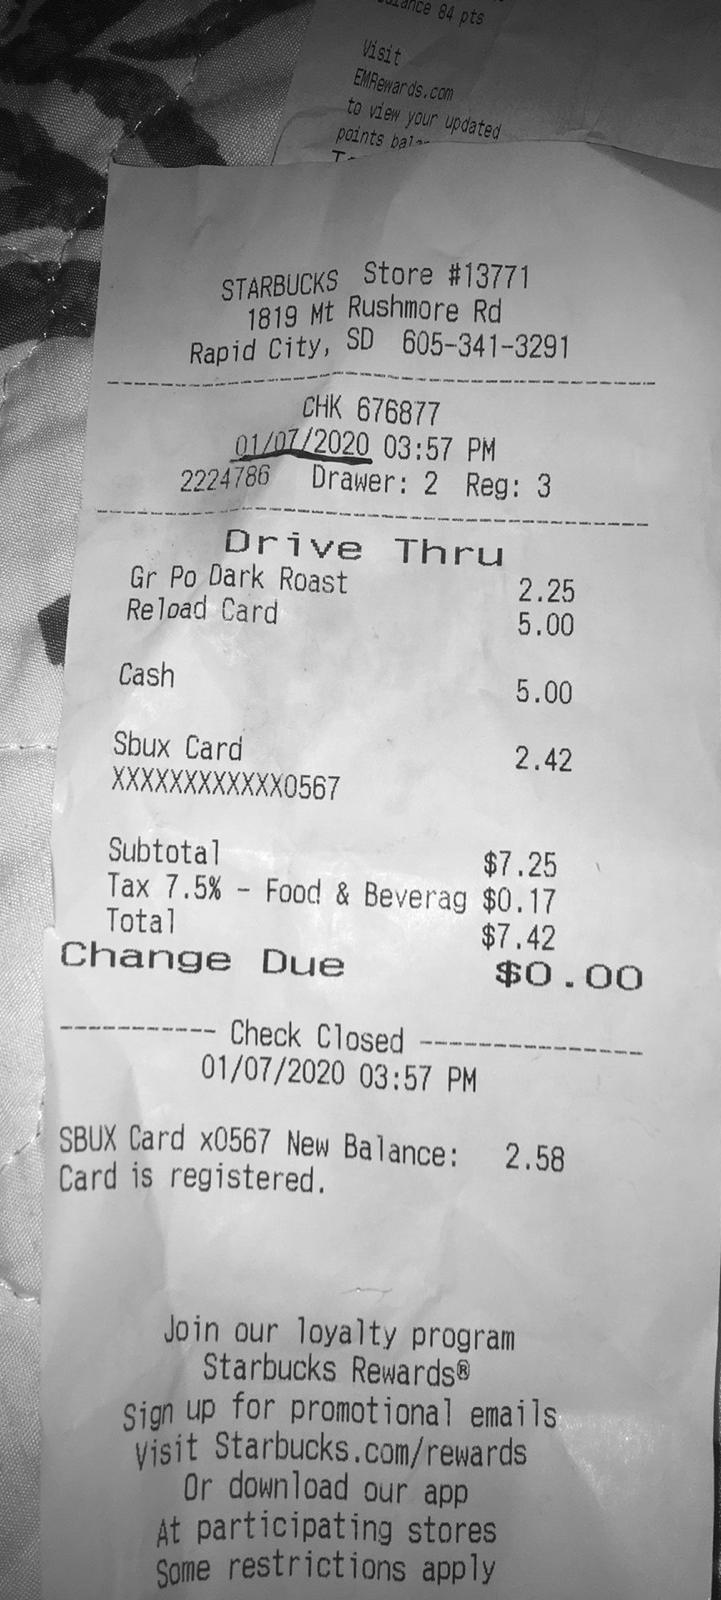 balance 84 pts
Visit
EMRewards.com
to view your updated
points
STARBUCKS Store #13771
1819 Mt Rushmore Rd
Rapid City, SD 605-341-3291
CHK 676877
01/07/2020 03:57 PM
2224786 Drawer: 2 Reg: 3
Drive Thru
Gr Po Dark Roast 2.25
Reload Card 5.00
Cash 5.00
Sbux Card 2.42
XXXXXXXXXXXX0567
Subtotal $7.25
Tax 7.5% - Food & Beverag $0.17
Total $7.42
Change Due $0.00
----------- Check Closed ---------------
01/07/2020 03:57 PM
SBUX Card x0567 New Balance: 2.58
Card is registered.
Join our loyalty program
Starbucks Rewards®
Sign up for promotional emails
Visit Starbucks.com/rewards
Or download our app
At participating stores
Some restrictions apply